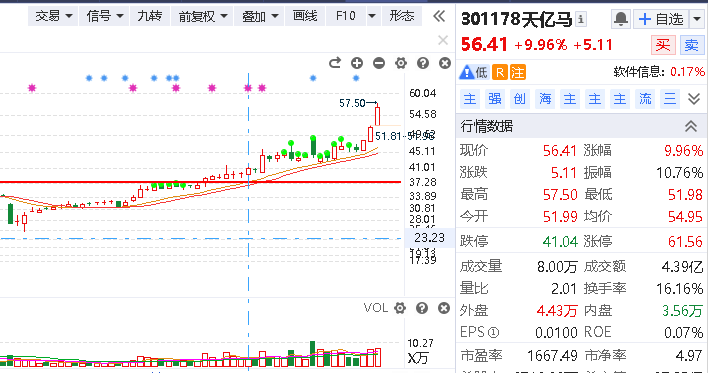 交易 信号 九转 前复权 叠加 画线 F10 形态
301178天亿马
+自选
56.41 +9.96% +5.11 买 卖
低 R 注 软件信息: 0.17%
主 强 创 海 主 主 主 流 三
行情数据
现价 56.41 涨幅 9.96%
涨跌 5.11 振幅 10.76%
最高 57.50 最低 51.98
今开 51.99 均价 54.95
跌停 41.04 涨停 61.56
成交量 8.00万 成交额 4.39亿
量比 2.01 换手率 16.16%
外盘 4.43万 内盘 3.56万
EPS① 0.0100 ROE 0.07%
市盈率 1667.49 市净率 4.97
57.50
60.04
54.58
45.11
41.01
37.28
33.89
30.81
28.01
23.23
17.39
VOL
10.27
X万